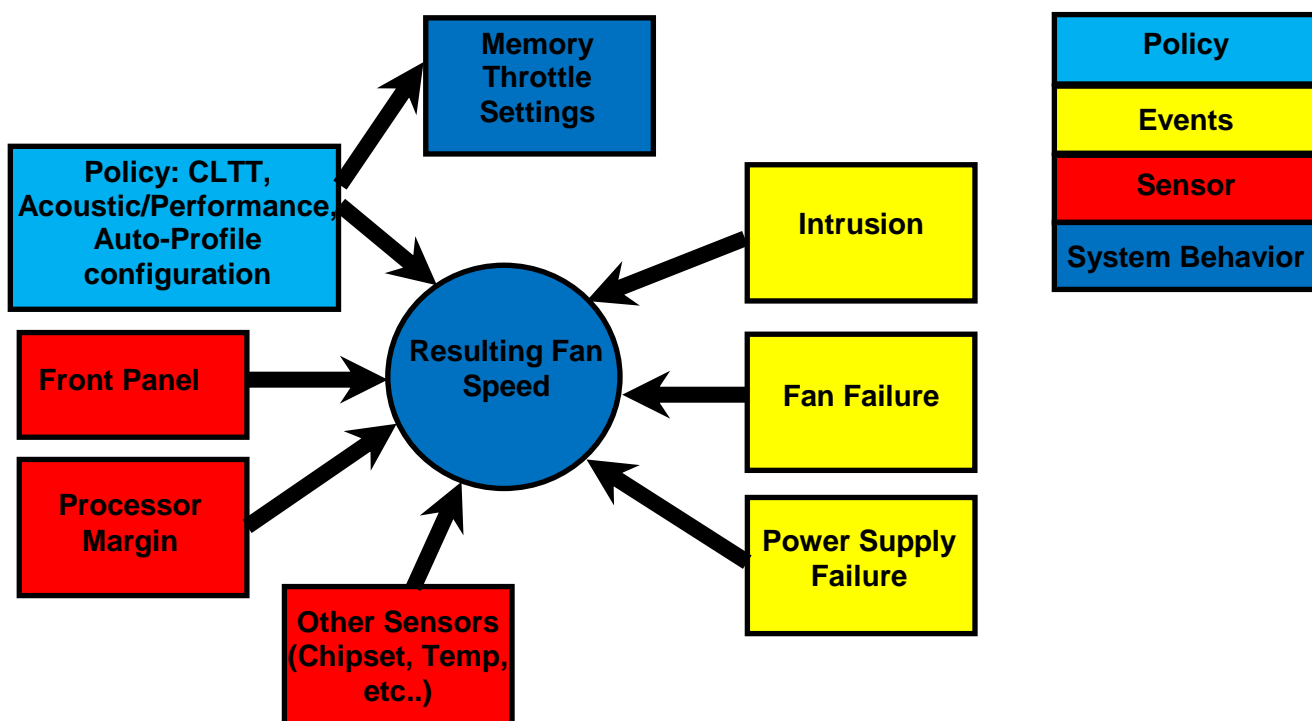 Memory
Throttle
Settings
Policy: CLTT,
Acoustic/Performance,
Auto-Profile
configuration
Intrusion
Resulting Fan
Speed
Front Panel
Fan Failure
Processor
Margin
Power Supply
Failure
Other Sensors
(Chipset, Temp,
etc..)
Policy
Events
Sensor
System Behavior